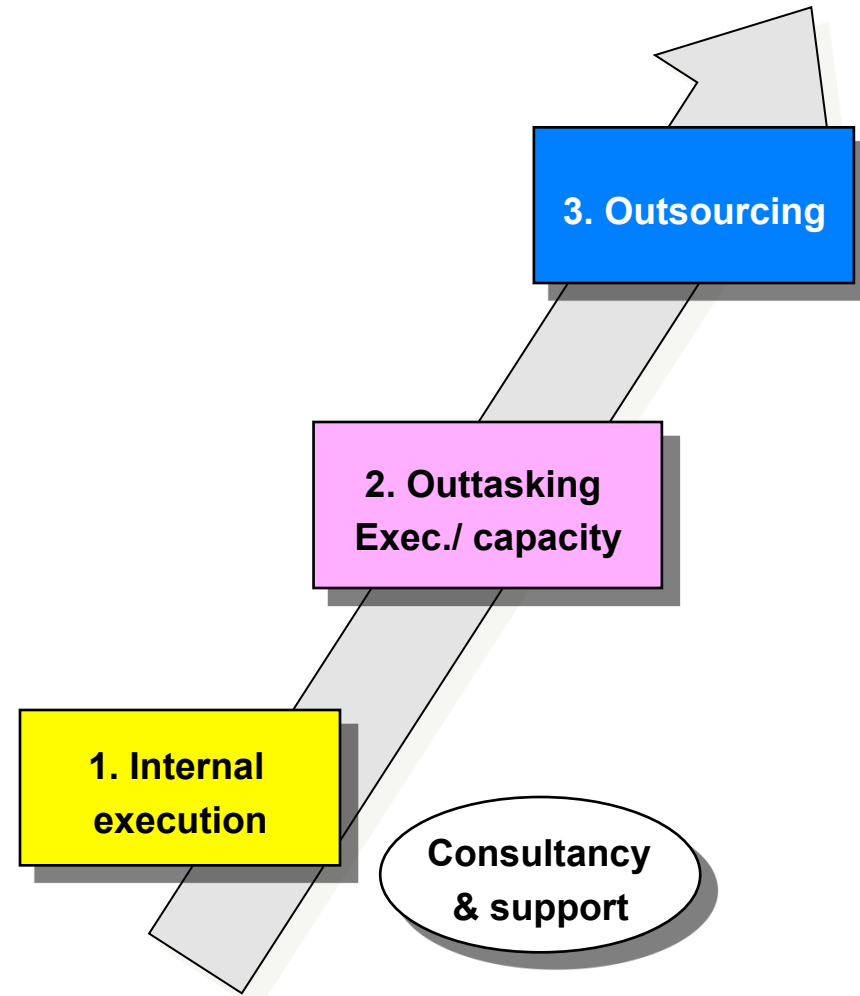 3. Outsourcing
2. Outtasking
Exec./ capacity
1. Internal
execution
Consultancy
& support